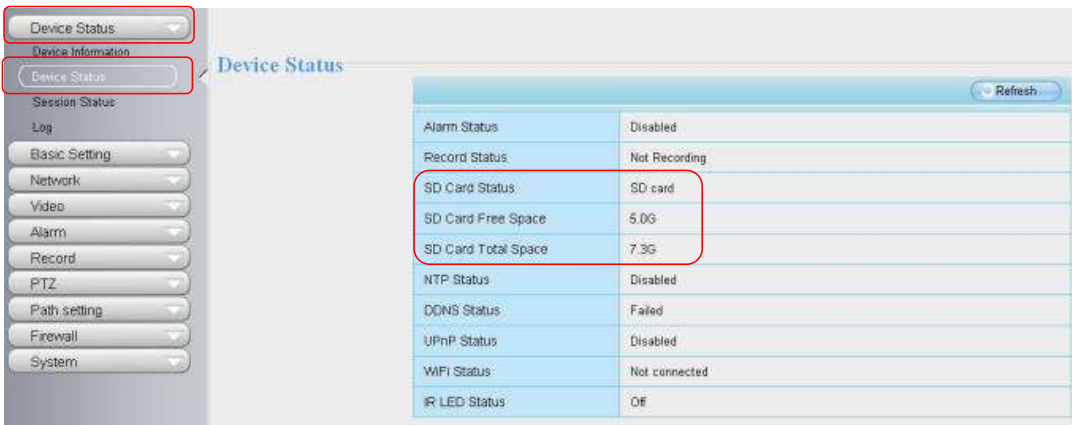 Device Status
Device Information
Device Status
Session Status
Log
Basic Setting
Network
Video
Alarm
Record
PTZ
Path setting
Firewall
System
Device Status
Refresh
Alarm Status Disabled
Record Status Not Recording
SD Card Status SD card
SD Card Free Space 5.0G
SD Card Total Space 7.3G
NTP Status Disabled
DDNS Status Failed
UPnP Status Disabled
WiFi Status Not connected
IR LED Status Off